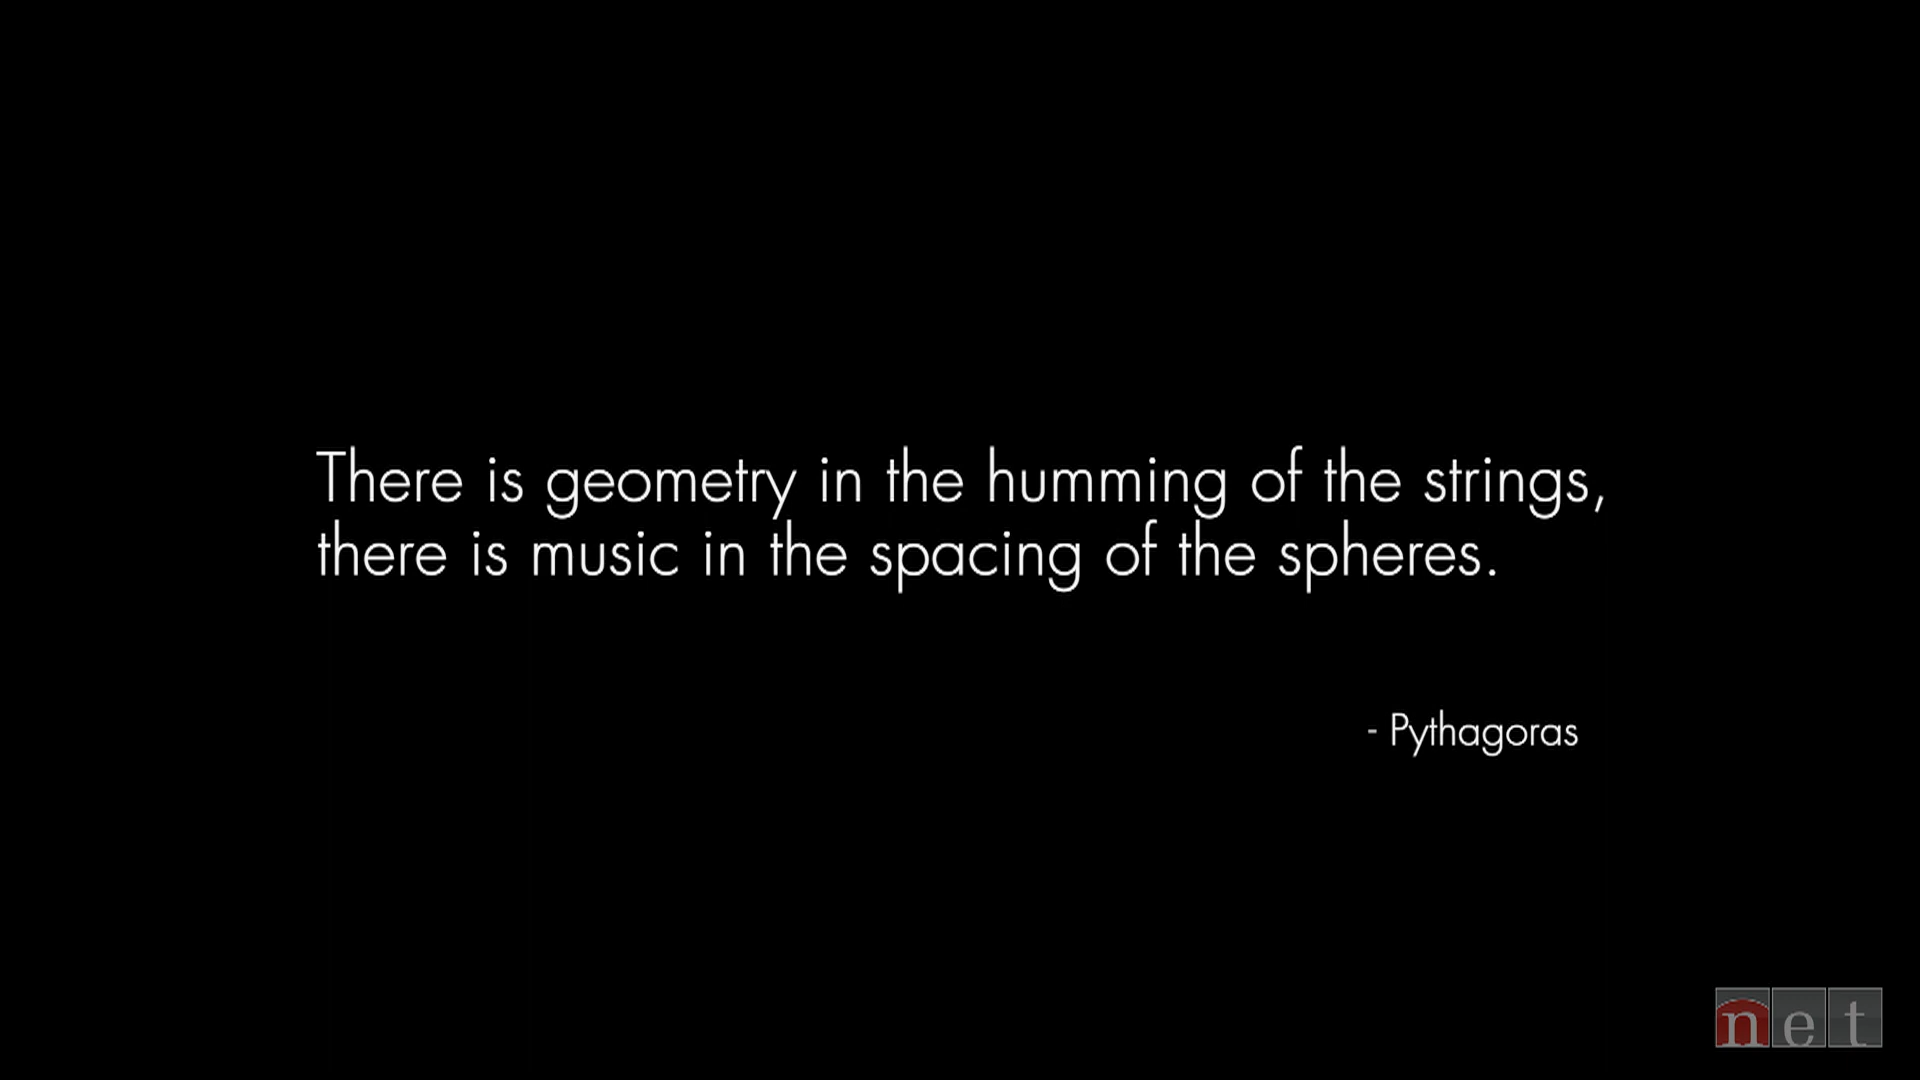 There is geometry in the humming of the strings,
there is music in the spacing of the spheres.
- Pythagoras
net